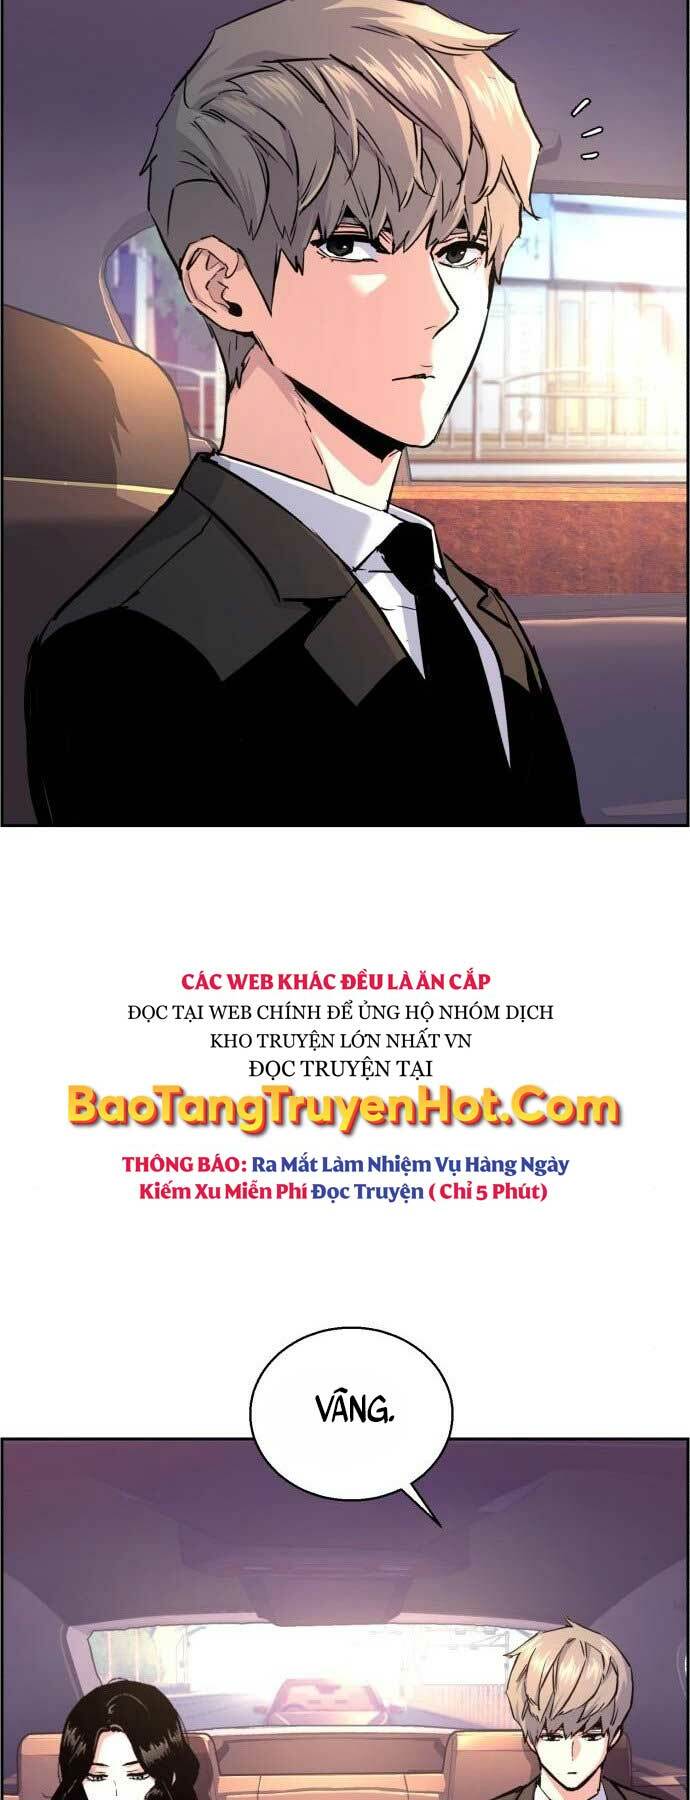 CÁC WEB KHÁC ĐỀU LÀ ĂN CẮP
ĐỌC TẠI WEB CHÍNH ĐỂ ỦNG HỘ NHÓM DỊCH
KHO TRUYỆN LỚN NHẤT VN
ĐỌC TRUYỆN TẠI
BaoTangTruyenHot.Com
THÔNG BÁO: Ra Mắt Làm Nhiệm Vụ Hàng Ngày
Kiếm Xu Miễn Phí Đọc Truyện ( Chỉ 5 Phút)
VÂNG.